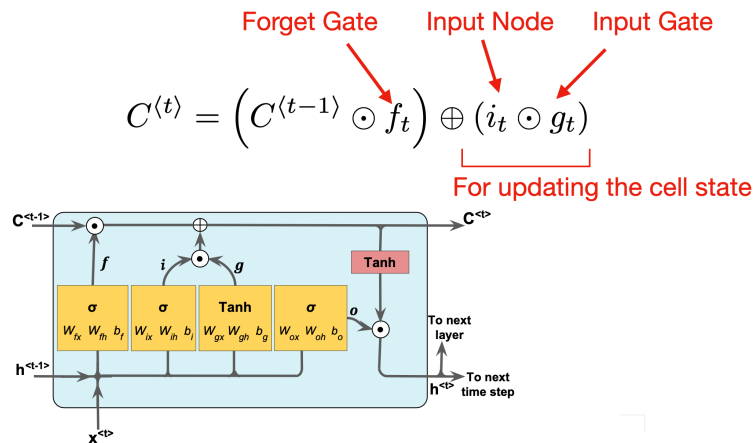 Forget Gate Input Node Input Gate
C^⟨t⟩ = (C^⟨t−1⟩ ⊙ f_t) ⊕ (i_t ⊙ g_t)
For updating the cell state
C^<t-1> C^<t>
f i g
Tanh
σ σ Tanh σ o
W_fx W_fh b_f W_ix W_ih b_i W_gx W_gh b_g W_ox W_oh b_o
To next
layer
h^<t-1> h^<t> To next
time step
x^<t>